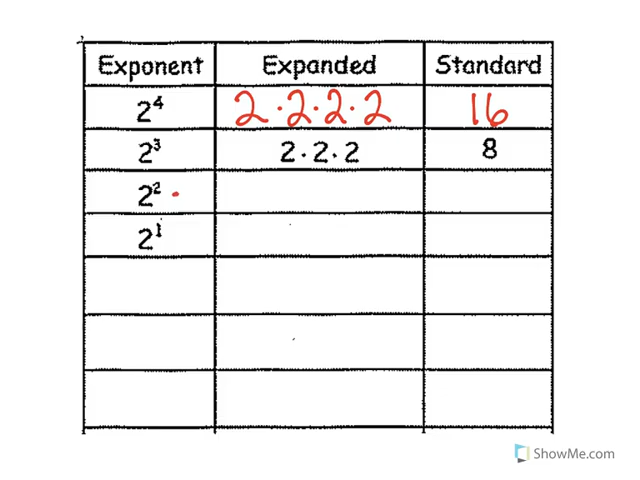 Exponent Expanded Standard
2⁴ 2 · 2 · 2 · 2 16
2³ 2 · 2 · 2 8
2² ·
2¹
ShowMe.com